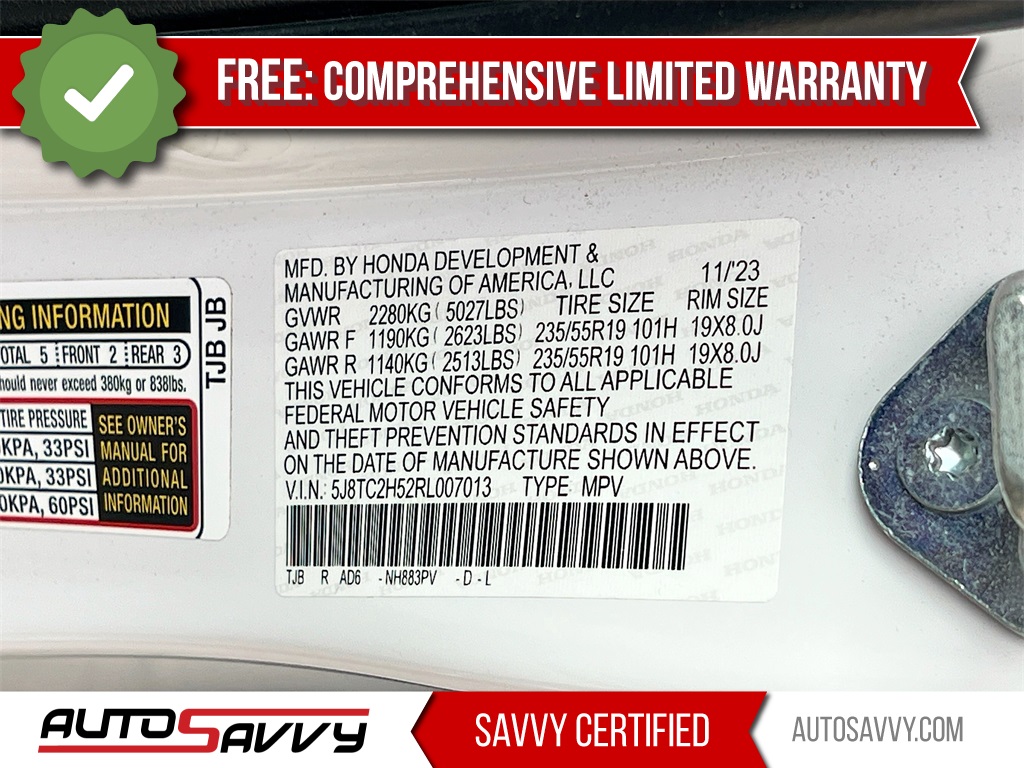 FREE: COMPREHENSIVE LIMITED WARRANTY
NG INFORMATION
OTAL 5 FRONT 2 REAR 3
hould never exceed 380kg or 838lbs.
TIRE PRESSURE
KPA, 33PSI
KPA, 33PSI
0KPA, 60PSI
SEE OWNER'S
MANUAL FOR
ADDITIONAL
INFORMATION
TJB JB
MFD. BY HONDA DEVELOPMENT &
MANUFACTURING OF AMERICA, LLC 11/'23
GVWR 2280KG ( 5027LBS) TIRE SIZE RIM SIZE
GAWR F 1190KG ( 2623LBS) 235/55R19 101H 19X8.0J
GAWR R 1140KG ( 2513LBS) 235/55R19 101H 19X8.0J
THIS VEHICLE CONFORMS TO ALL APPLICABLE
FEDERAL MOTOR VEHICLE SAFETY
AND THEFT PREVENTION STANDARDS IN EFFECT
ON THE DATE OF MANUFACTURE SHOWN ABOVE.
V.I.N.: 5J8TC2H52RL007013 TYPE: MPV
TJB R AD6 -NH883PV -D-L
AUTOSAVVY
SAVVY CERTIFIED
AUTOSAVVY.COM